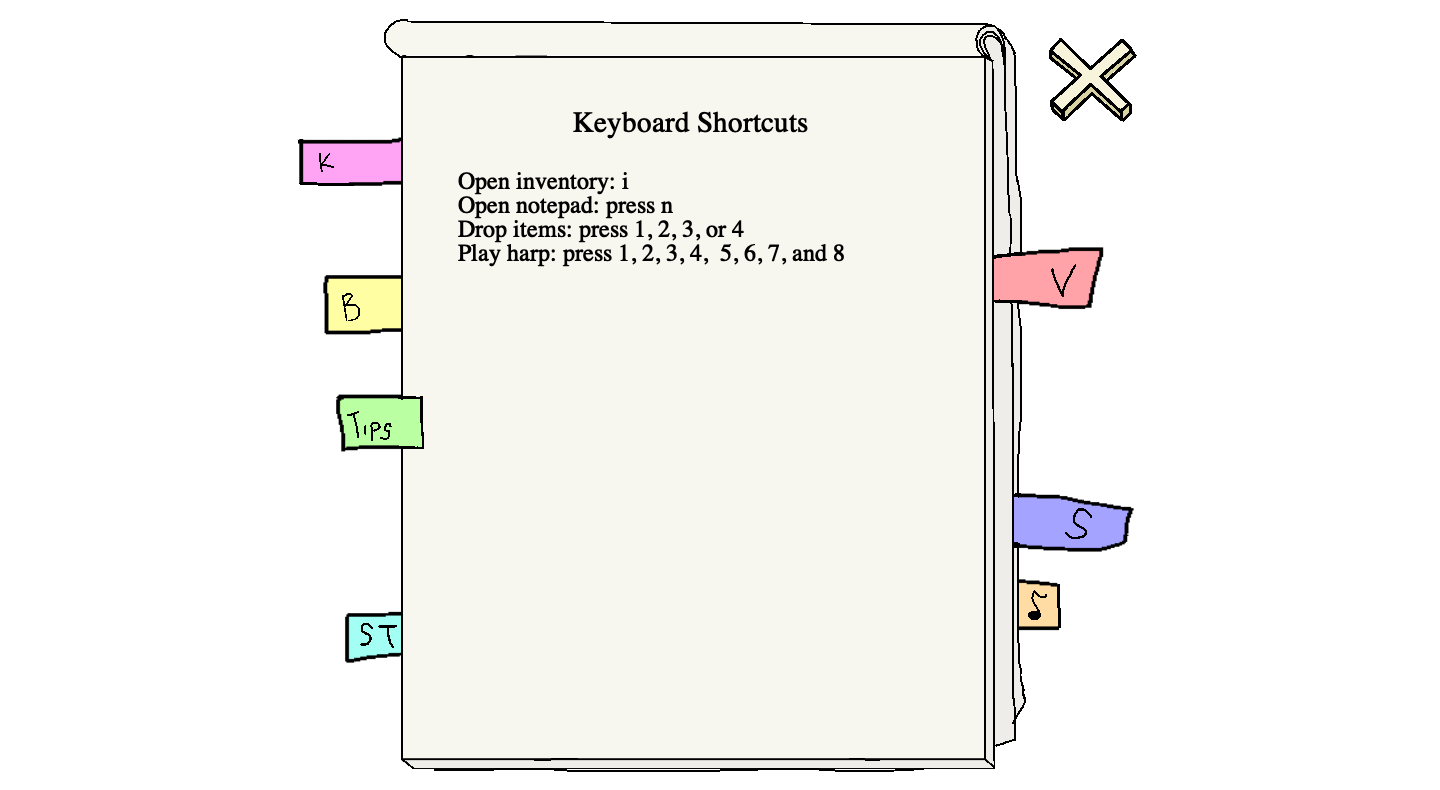 Keyboard Shortcuts
K
Open inventory: i
Open notepad: press n
Drop items: press 1, 2, 3, or 4
Play harp: press 1, 2, 3, 4,  5, 6, 7, and 8
V
B
Tips
S
ST